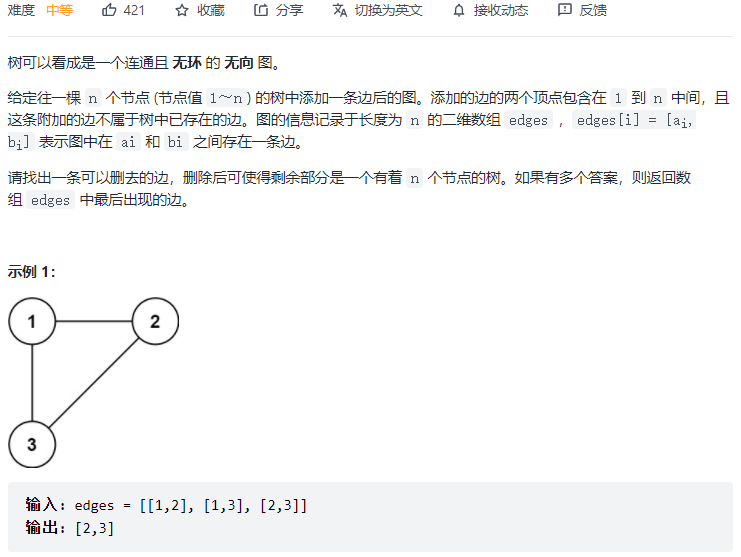 难度 中等 421 收藏 分享 切换为英文 接收动态 反馈
树可以看成是一个连通且 无环 的 无向 图。
给定往一棵 n 个节点 (节点值 1～n) 的树中添加一条边后的图。添加的边的两个顶点包含在 1 到 n 中间，且
这条附加的边不属于树中已存在的边。图的信息记录于长度为 n 的二维数组 edges ，edges[i] = [ai,
bi] 表示图中在 ai 和 bi 之间存在一条边。
请找出一条可以删去的边，删除后可使得剩余部分是一个有着 n 个节点的树。如果有多个答案，则返回数
组 edges 中最后出现的边。
示例 1：
1 2
3
输入：edges = [[1,2], [1,3], [2,3]]
输出：[2,3]